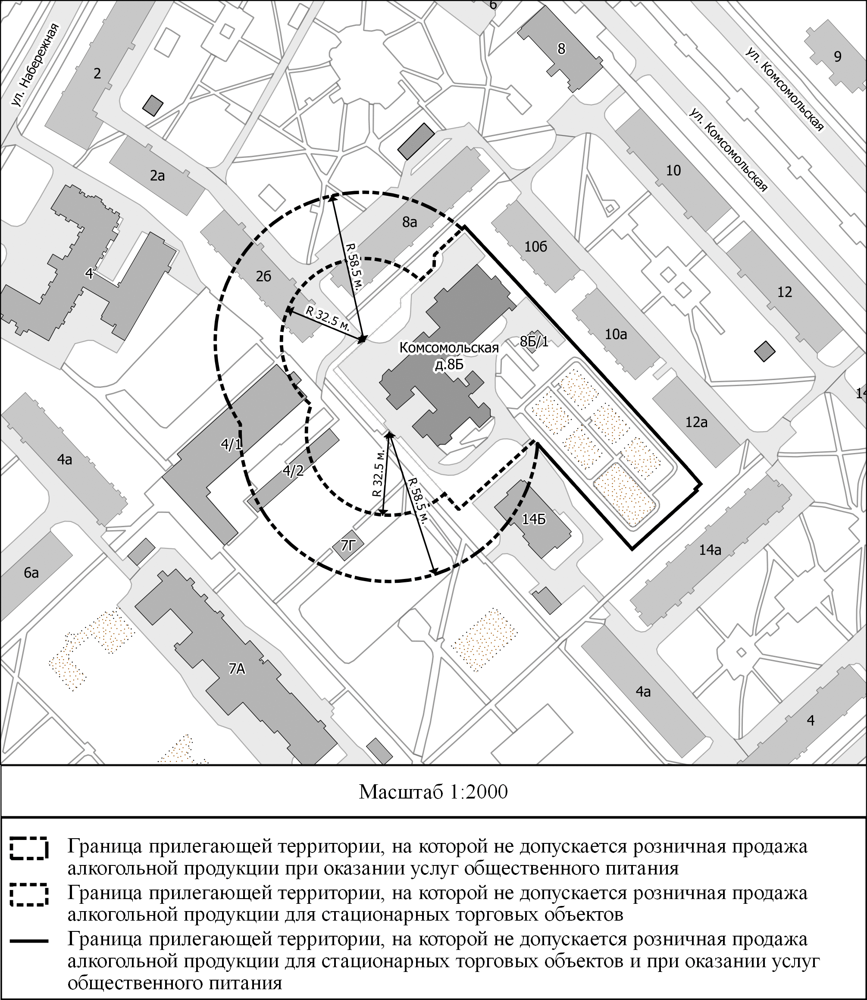 6
8
9
ул. Набережная
2
ул. Комсомольская
ул. Комсомольская
2а
10
8а
10б
4
2б
R 58.5 м.
12
R 32.5 м.
10а
8Б/1
Комсомольская
д.8Б
14
12а
4/1
4а
4/2
R 32.5 м.
R 58.5 м.
14Б
7Г
14а
6а
7А
4а
4
Масштаб 1:2000
Граница прилегающей территории, на которой не допускается розничная продажа
алкогольной продукции при оказании услуг общественного питания
Граница прилегающей территории, на которой не допускается розничная продажа
алкогольной продукции для стационарных торговых объектов
Граница прилегающей территории, на которой не допускается розничная продажа
алкогольной продукции для стационарных торговых объектов и при оказании услуг
общественного питания